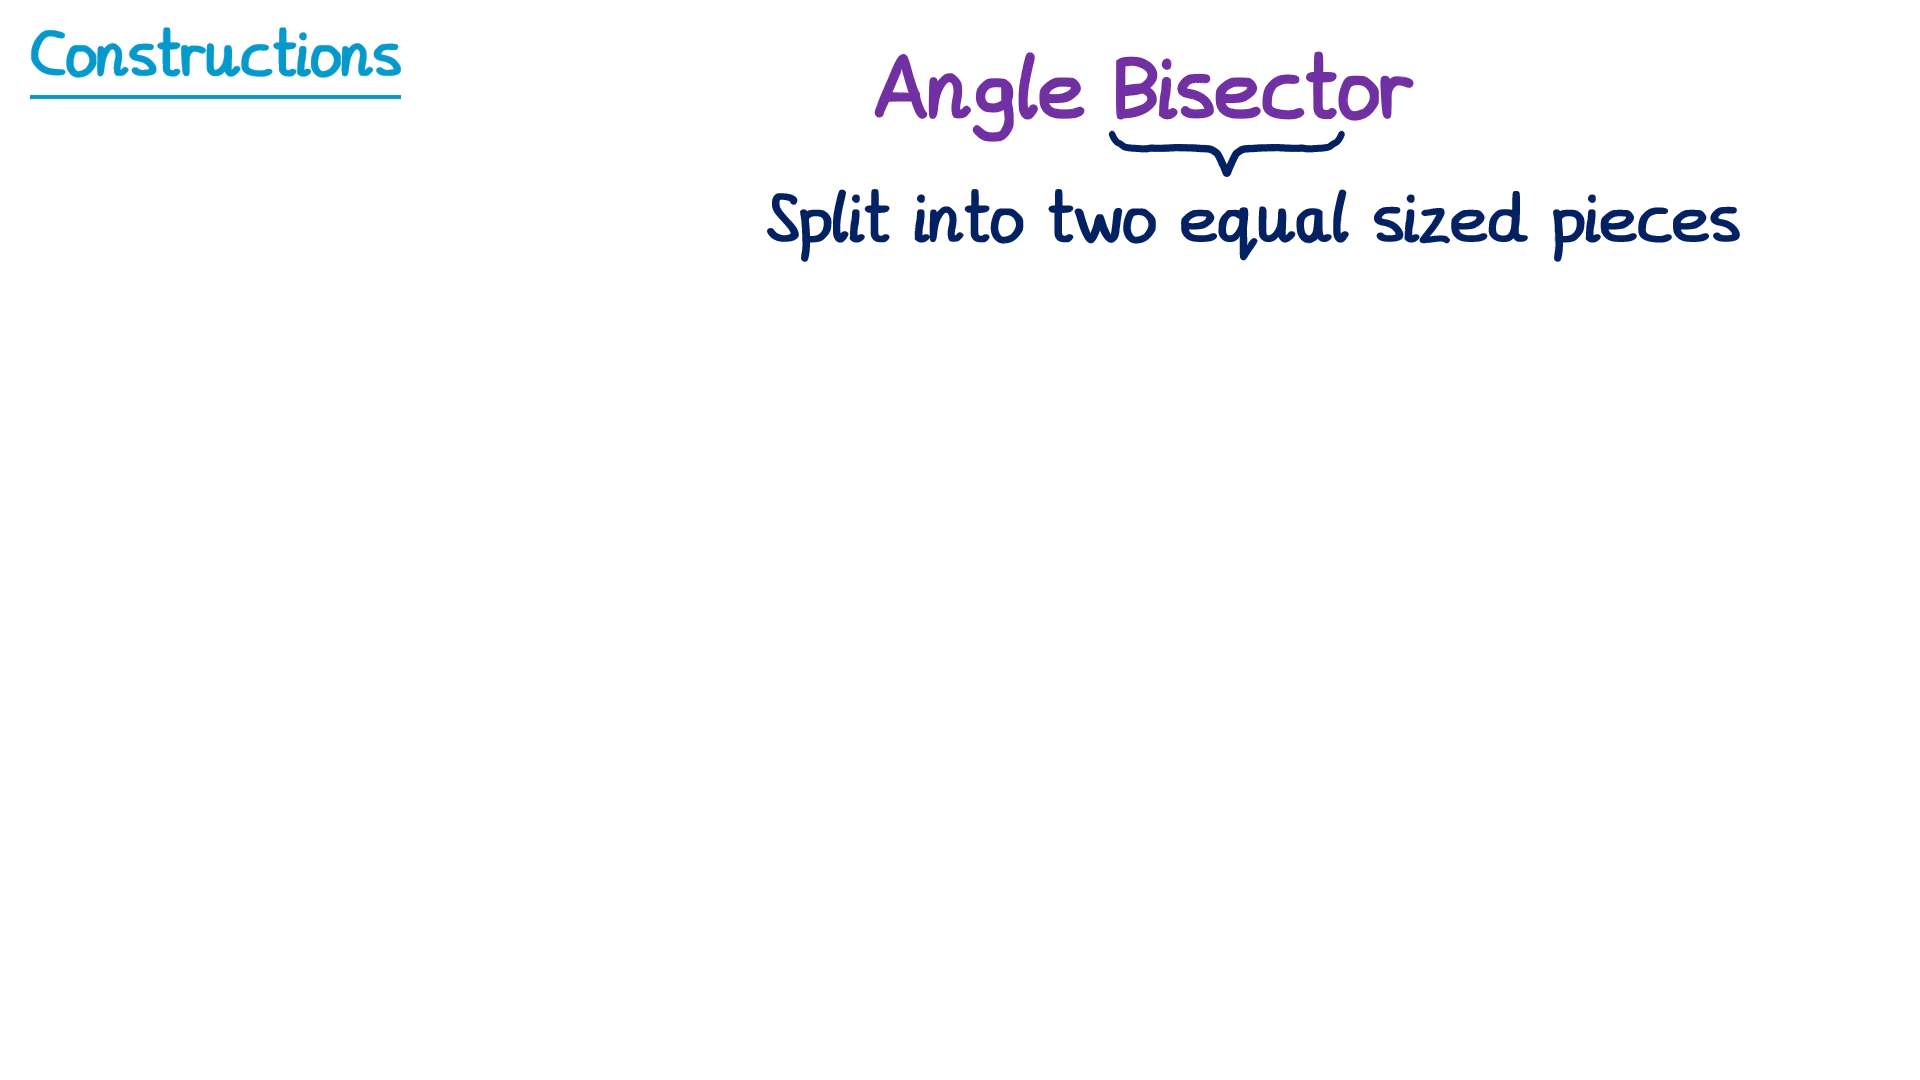 Constructions
Angle Bisector
Split into two equal sized pieces